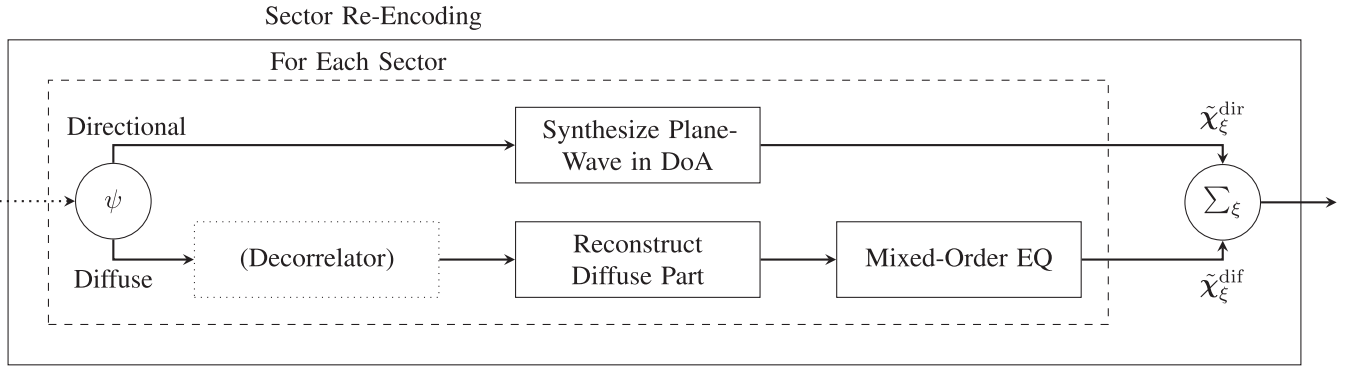 Sector Re-Encoding
For Each Sector
Directional
Synthesize Plane-
Wave in DoA
χ̃_ξ^dir
ψ
∑_ξ
Diffuse
(Decorrelator)
Reconstruct
Diffuse Part
Mixed-Order EQ
χ̃_ξ^dif